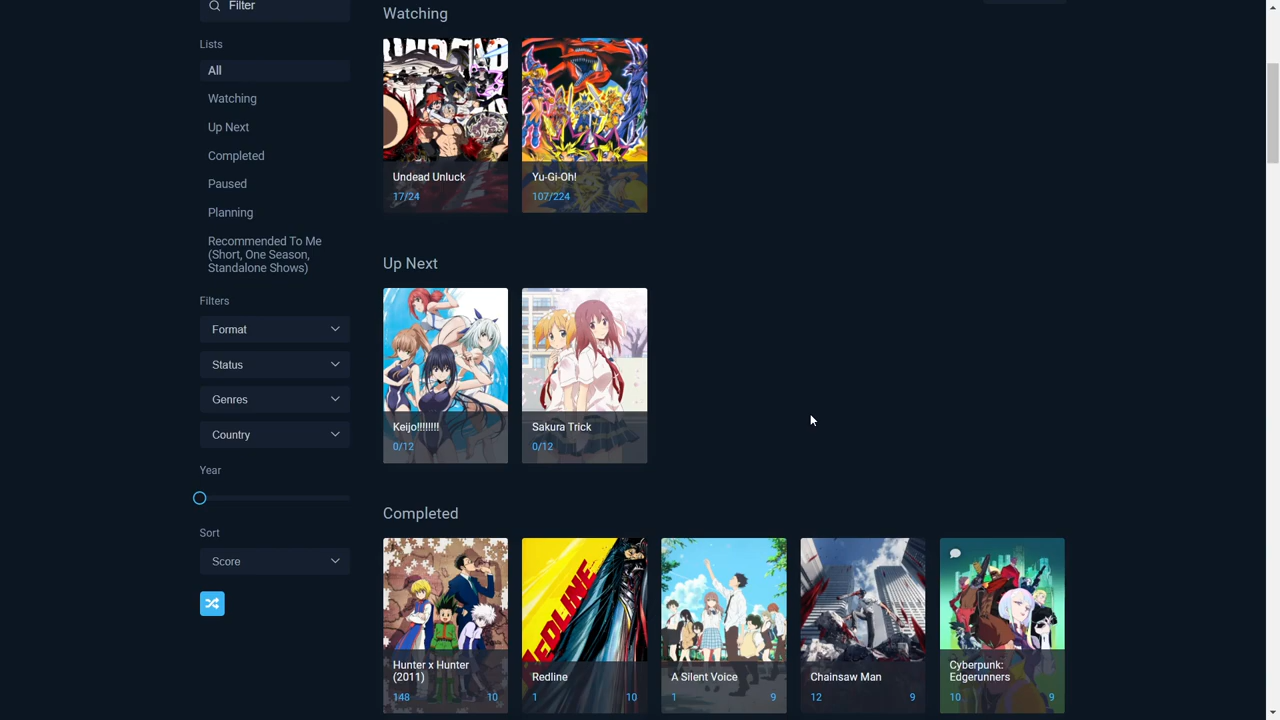 Filter
Lists
All
Watching
Up Next
Completed
Paused
Planning
Recommended To Me
(Short, One Season,
Standalone Shows)
Filters
Format
Status
Genres
Country
Year
Sort
Score
Watching
UNDEAD
Undead Unluck
17/24
Yu-Gi-Oh!
107/224
Up Next
Keijo!!!!!!!!
0/12
Sakura Trick
0/12
Completed
Hunter x Hunter
(2011)
148
10
REDLINE
Redline
1
10
A Silent Voice
1
9
Chainsaw Man
12
9
Cyberpunk:
Edgerunners
10
9